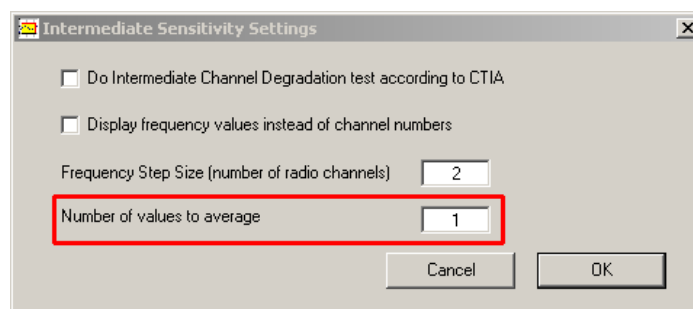 Intermediate Sensitivity Settings
Do Intermediate Channel Degradation test according to CTIA
Display frequency values instead of channel numbers
Frequency Step Size (number of radio channels) 2
Number of values to average 1
Cancel OK